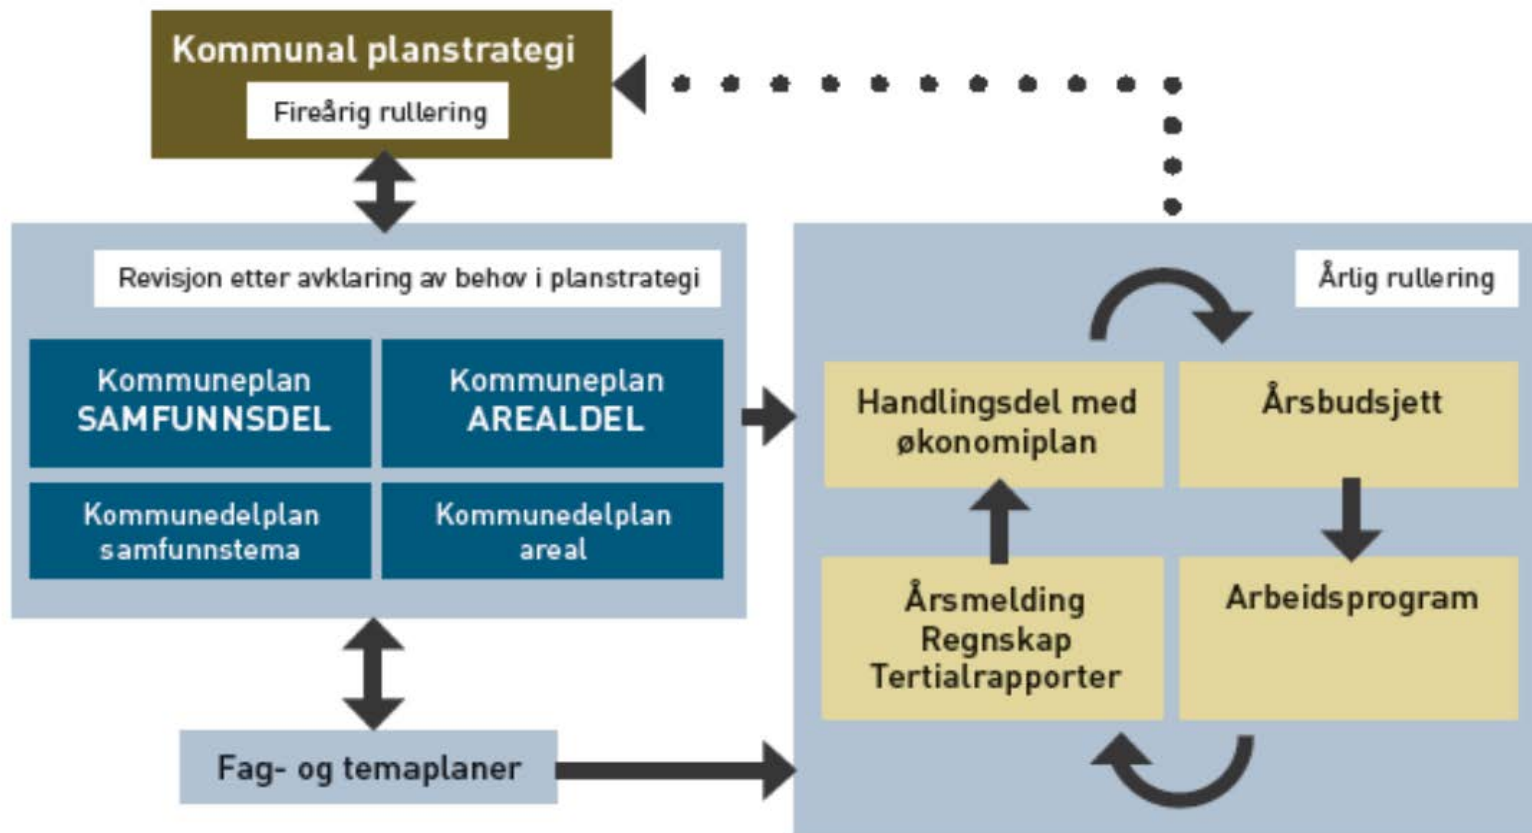 Kommunal planstrategi
Fireårig rullering
Revisjon etter avklaring av behov i planstrategi
Kommuneplan
SAMFUNNSDEL
Kommuneplan
AREALDEL
Kommunedelplan
samfunnstema
Kommunedelplan
areal
Fag- og temaplaner
Årlig rullering
Handlingsdel med
økonomiplan
Årsbudsjett
Årsmelding
Regnskap
Tertialrapporter
Arbeidsprogram